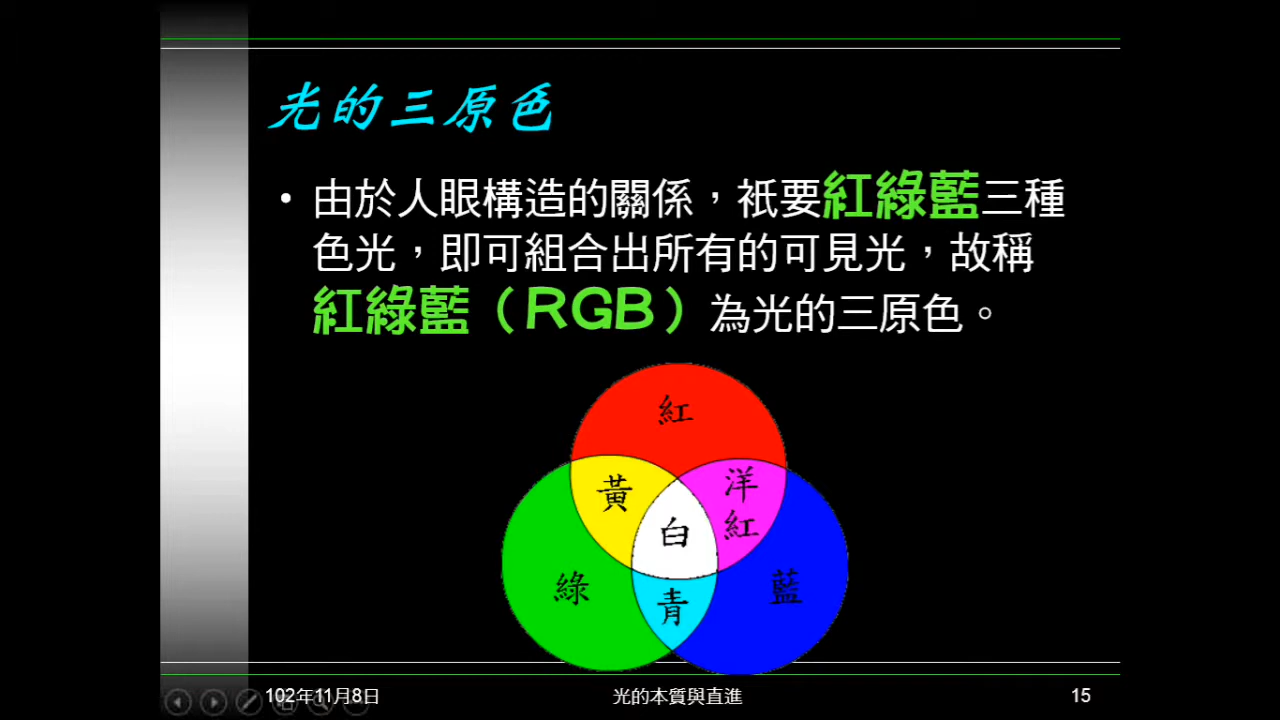 光的三原色
• 由於人眼構造的關係，祇要紅綠藍三種
色光，即可組合出所有的可見光，故稱
紅綠藍（RGB）為光的三原色。
紅
黃
洋
紅
白
綠
青
藍
102年11月8日
光的本質與直進
15